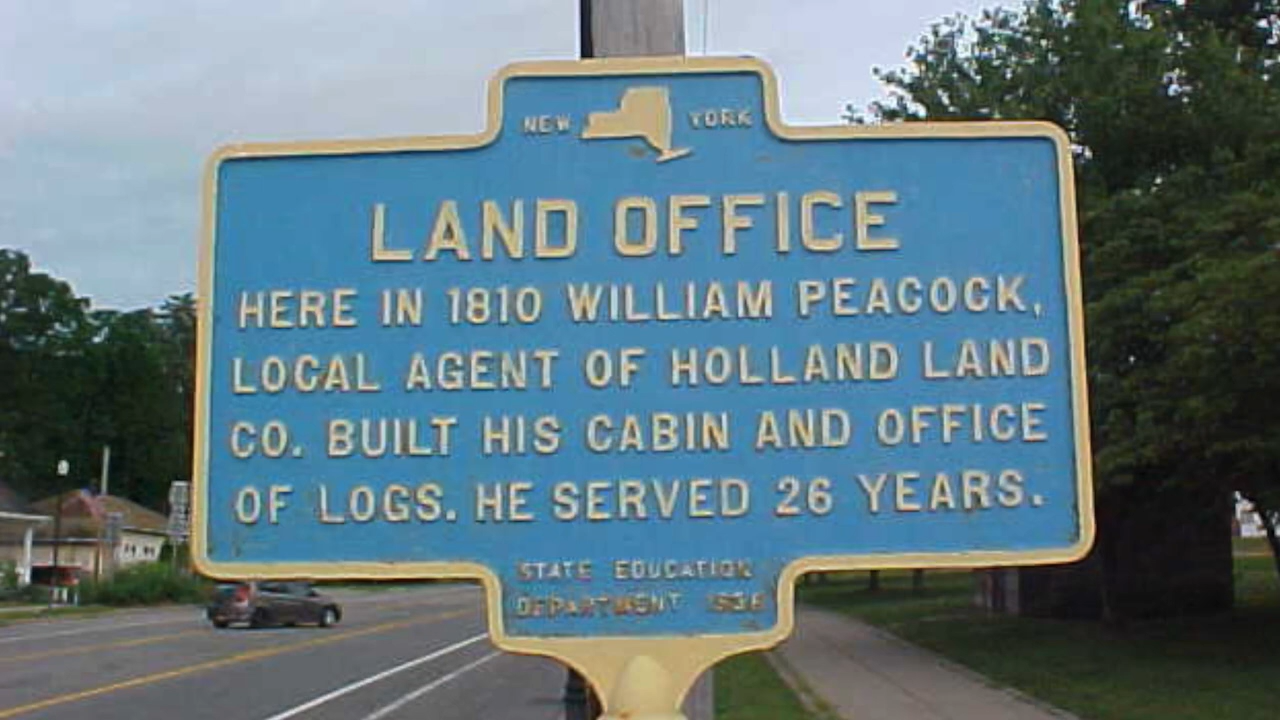 NEW YORK
LAND OFFICE
HERE IN 1810 WILLIAM PEACOCK,
LOCAL AGENT OF HOLLAND LAND
CO. BUILT HIS CABIN AND OFFICE
OF LOGS. HE SERVED 26 YEARS.
STATE EDUCATION
DEPARTMENT